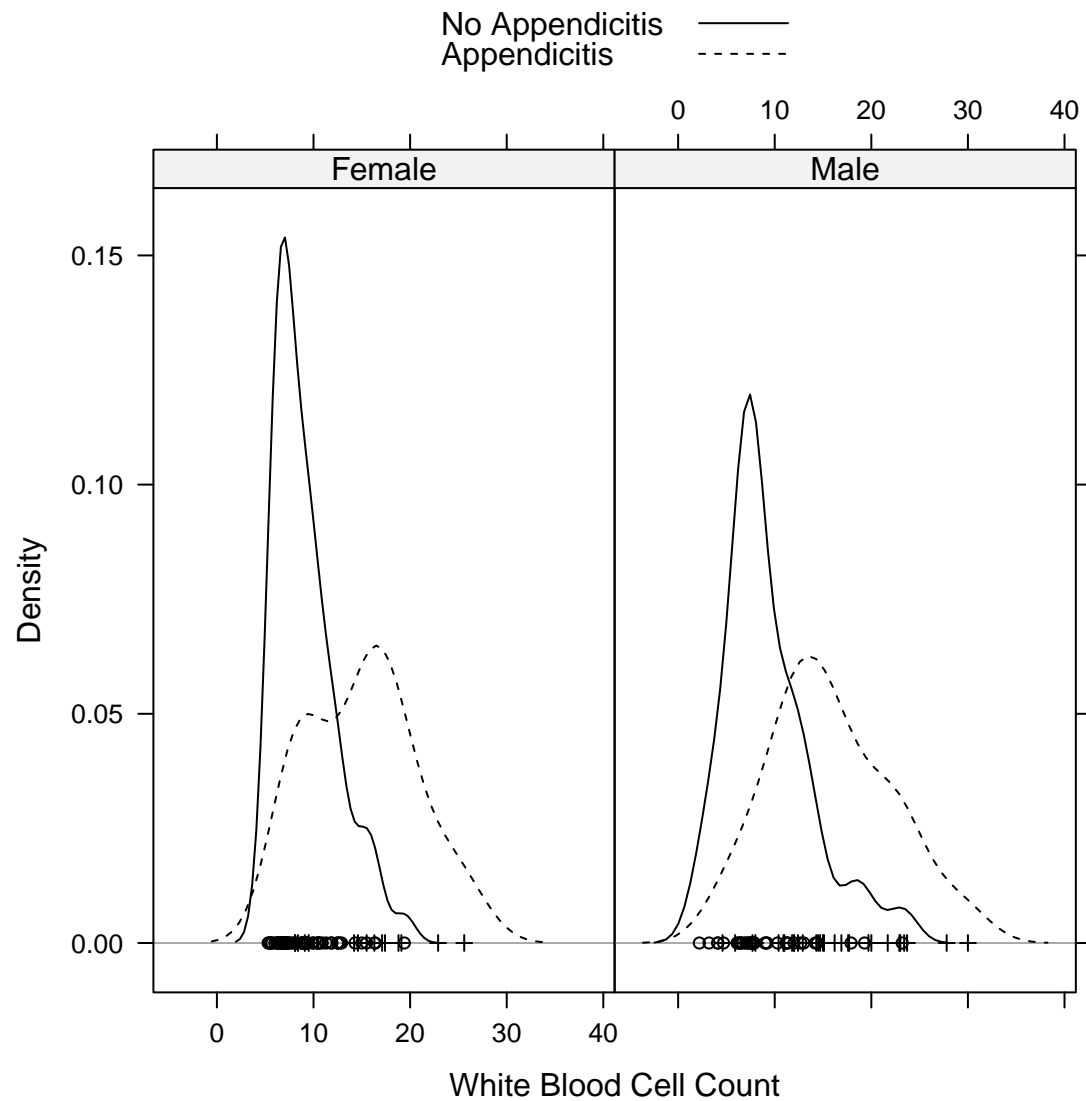 No Appendicitis
Appendicitis
0 10 20 30 40
Female Male
0.15
0.10
0.05
0.00
Density
0 10 20 30 40
White Blood Cell Count